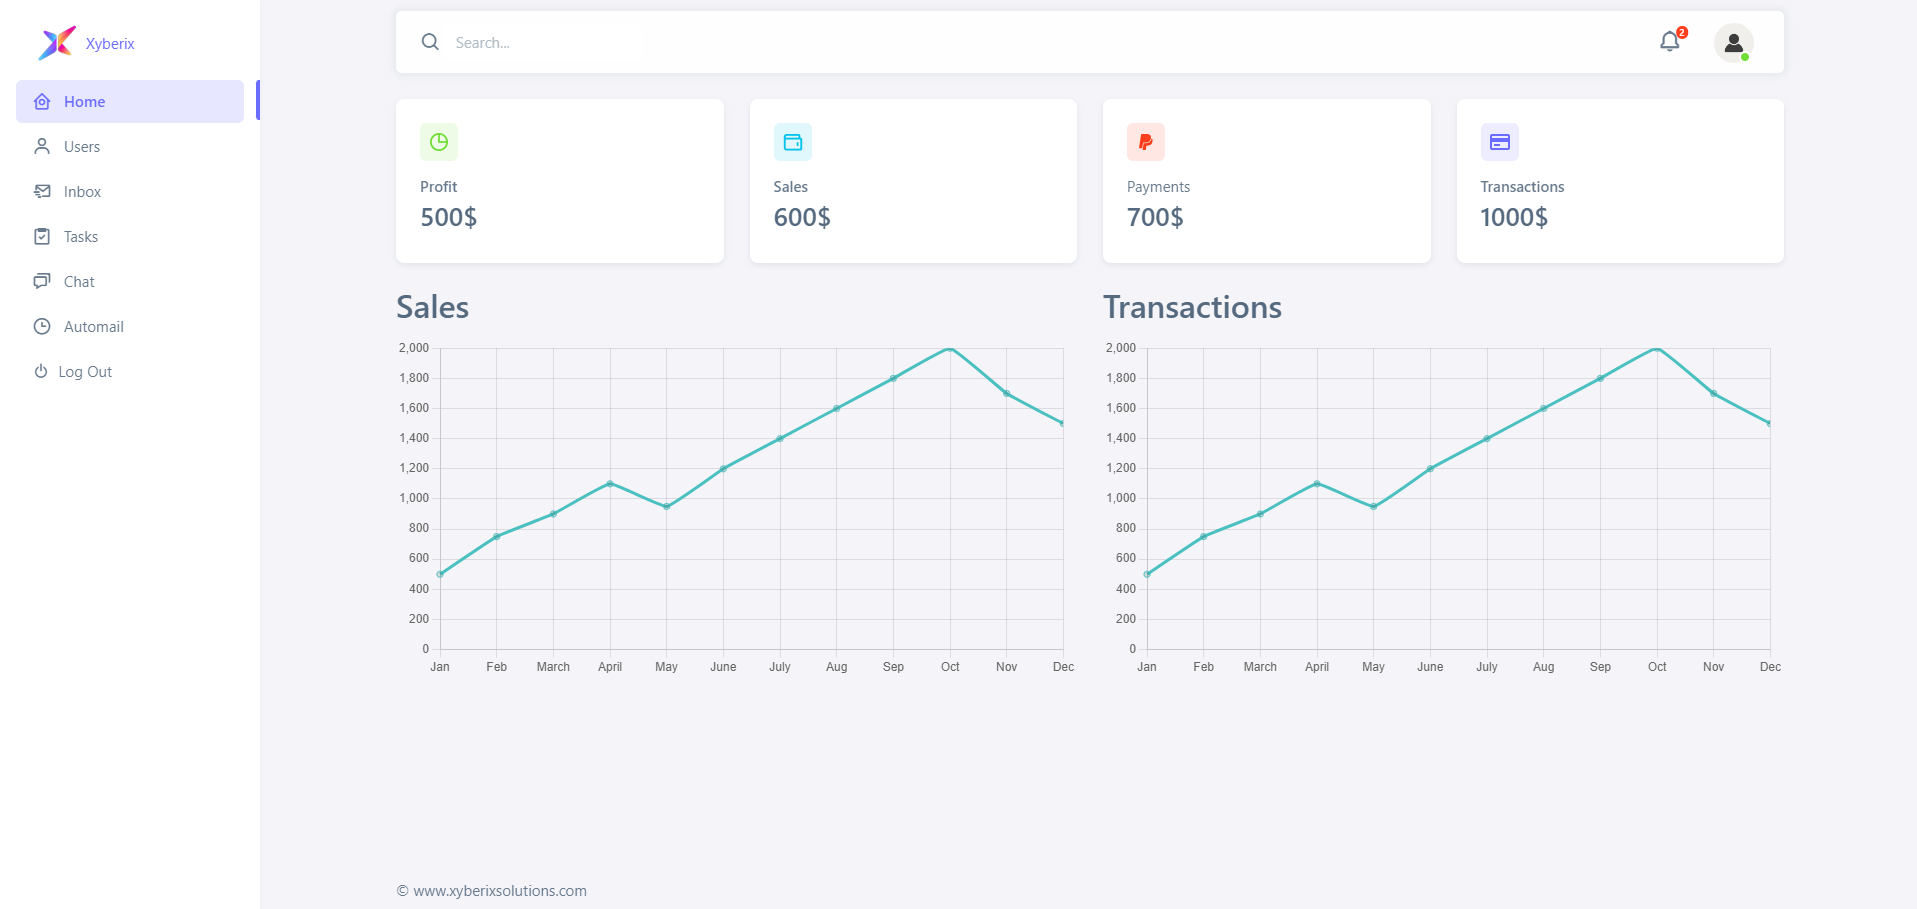 Xyberix
Home
Users
Inbox
Tasks
Chat
Automail
Log Out
Search...
2
Profit
500$
Sales
600$
Payments
700$
Transactions
1000$
Sales
2,000
1,800
1,600
1,400
1,200
1,000
800
600
400
200
0
Jan Feb March April May June July Aug Sep Oct Nov Dec
Transactions
2,000
1,800
1,600
1,400
1,200
1,000
800
600
400
200
0
Jan Feb March April May June July Aug Sep Oct Nov Dec
© www.xyberixsolutions.com